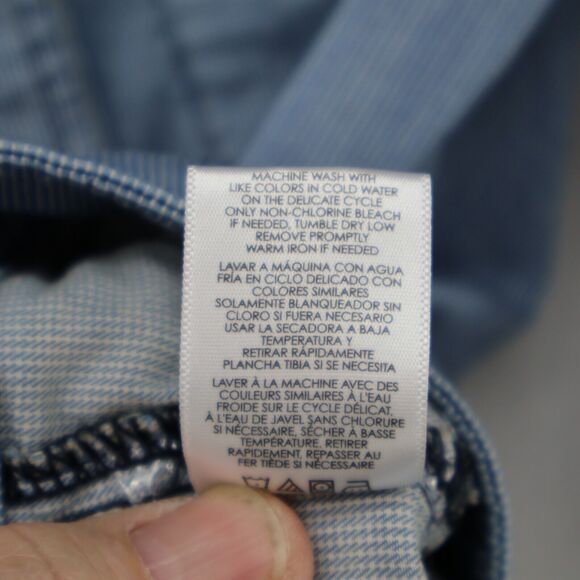 MACHINE WASH WITH
LIKE COLORS IN COLD WATER
ON THE DELICATE CYCLE
ONLY NON-CHLORINE BLEACH
IF NEEDED, TUMBLE DRY LOW
REMOVE PROMPTLY
WARM IRON IF NEEDED
LAVAR A MÁQUINA CON AGUA
FRÍA EN CICLO DELICADO CON
COLORES SIMILARES
SOLAMENTE BLANQUEADOR SIN
CLORO SI FUERA NECESARIO
USAR LA SECADORA A BAJA
TEMPERATURA Y
RETIRAR RÁPIDAMENTE
PLANCHA TIBIA SI SE NECESITA
LAVER À LA MACHINE AVEC DES
COULEURS SIMILAIRES À L'EAU
FROIDE SUR LE CYCLE DÉLICAT,
À L'EAU DE JAVEL SANS CHLORURE
SI NÉCESSAIRE, SÉCHER À BASSE
TEMPÉRATURE, RETIRER
RAPIDEMENT, REPASSER AU
FER TIÈDE SI NÉCESSAIRE